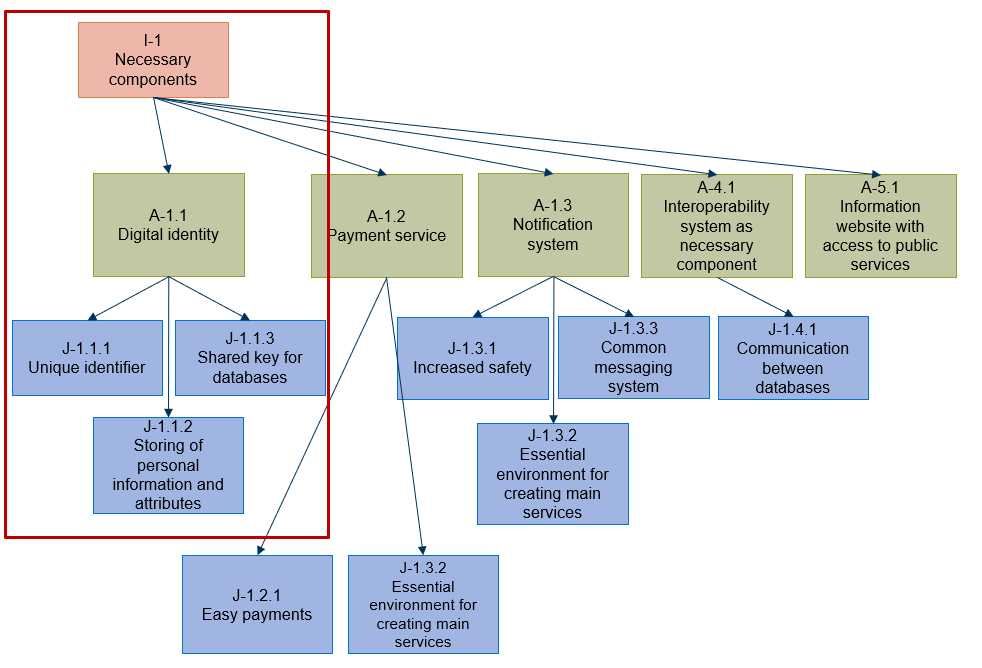 I-1
Necessary
components
A-1.1
Digital identity
A-1.2
Payment service
A-1.3
Notification
system
A-4.1
Interoperability
system as
necessary
component
A-5.1
Information
website with
access to public
services
J-1.1.1
Unique identifier
J-1.1.3
Shared key for
databases
J-1.3.1
Increased safety
J-1.3.3
Common
messaging
system
J-1.4.1
Communication
between
databases
J-1.1.2
Storing of
personal
information and
attributes
J-1.3.2
Essential
environment for
creating main
services
J-1.2.1
Easy payments
J-1.3.2
Essential
environment for
creating main
services